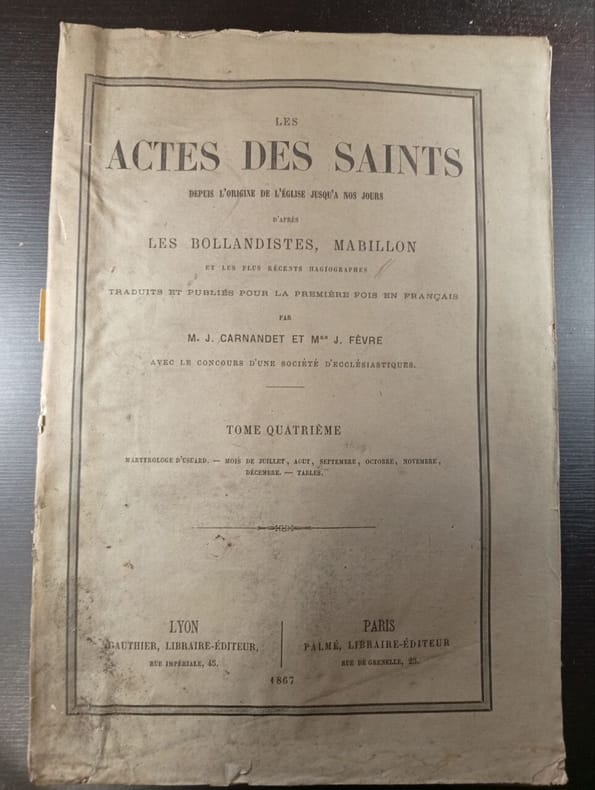 LES
ACTES DES SAINTS
DEPUIS L'ORIGINE DE L'ÉGLISE JUSQU'A NOS JOURS
D'APRÈS
LES BOLLANDISTES, MABILLON
ET LES PLUS RÉCENTS HAGIOGRAPHES
TRADUITS ET PUBLIÉS POUR LA PREMIÈRE FOIS EN FRANÇAIS
PAR
M. J. CARNANDET ET Mgr J. FÈVRE
AVEC LE CONCOURS D'UNE SOCIÉTÉ D'ECCLÉSIASTIQUES.
TOME QUATRIÈME
MARTYROLOGE D'USUARD. — MOIS DE JUILLET, AOUT, SEPTEMBRE, OCTOBRE, NOVEMBRE,
DÉCEMBRE. — TABLES.
LYON
GAUTHIER, LIBRAIRE-ÉDITEUR,
RUE IMPÉRIALE, 45.
PARIS
PALMÉ, LIBRAIRE-ÉDITEUR
RUE DE GRENELLE, 25.
1867